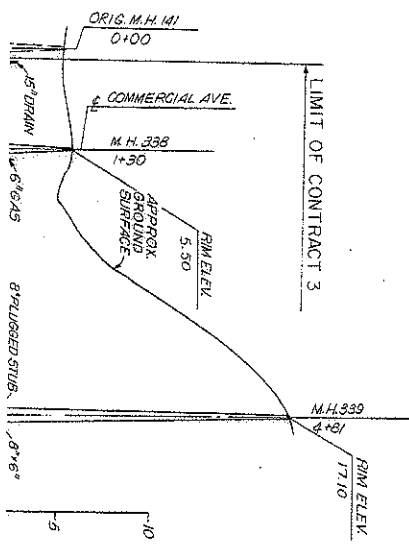 ORIG. M.H. 141
0+00
℄ COMMERCIAL AVE.
M.H. 338
1+30
LIMIT OF CONTRACT 3
15" DRAIN
6" GAS
APPROX.
GROUND
SURFACE
RIM ELEV.
5.50
8" PLUGGED STUB
8"x6"
M.H. 339
4+81
RIM ELEV.
17.10
-5
-10